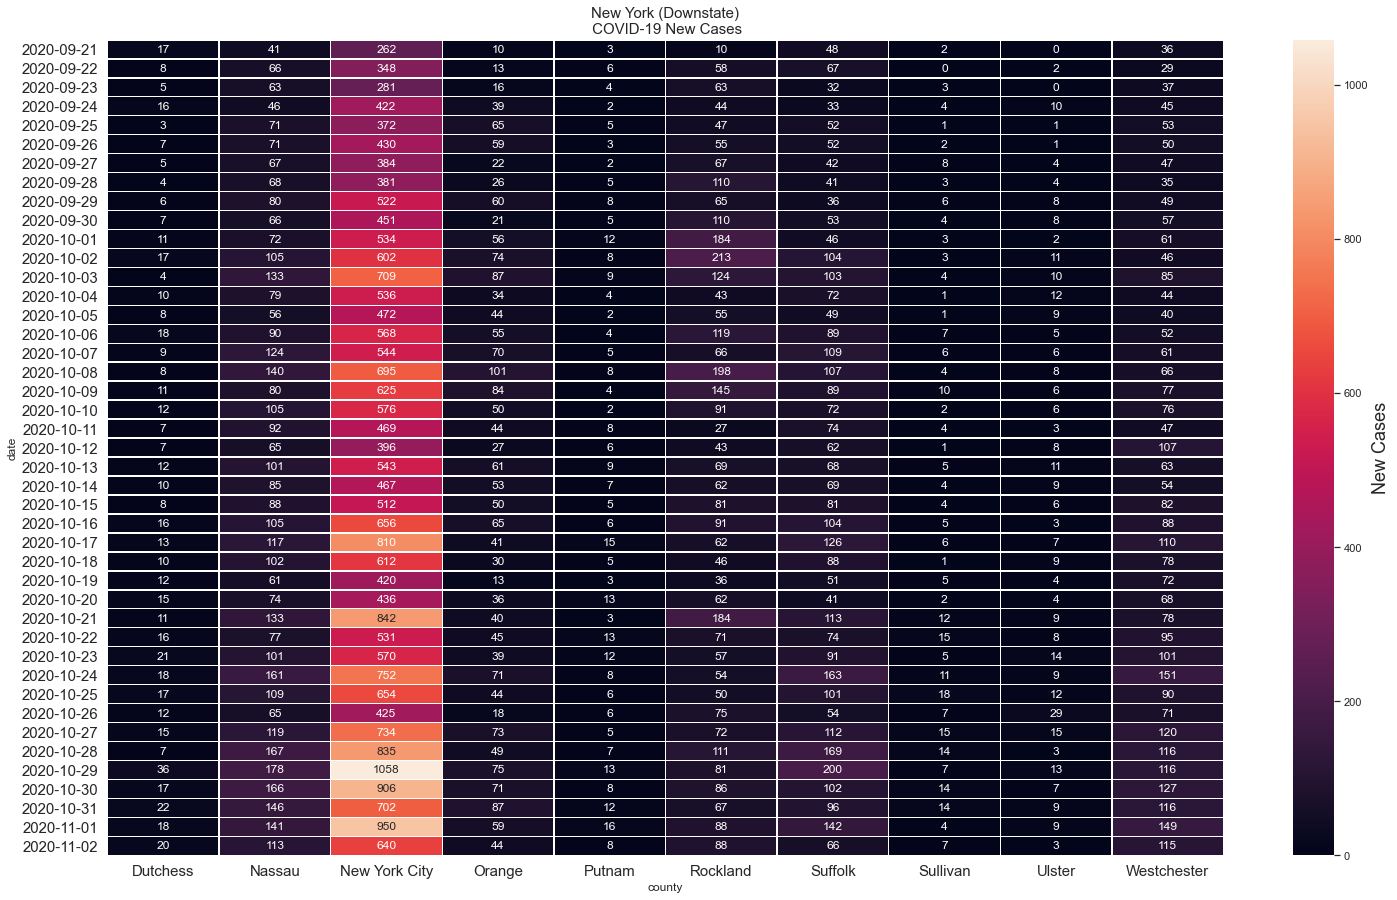 New York (Downstate)
COVID-19 New Cases
2020-09-21 17 41 262 10 3 10 48 2 0 36
2020-09-22 8 66 348 13 6 58 67 0 2 29
2020-09-23 5 63 281 16 4 63 32 3 0 37
2020-09-24 16 46 422 39 2 44 33 4 10 45
2020-09-25 3 71 372 65 5 47 52 1 1 53
2020-09-26 7 71 430 59 3 55 52 2 1 50
2020-09-27 5 67 384 22 2 67 42 8 4 47
2020-09-28 4 68 381 26 5 110 41 3 4 35
2020-09-29 6 80 522 60 8 65 36 6 8 49
2020-09-30 7 66 451 21 5 110 53 4 8 57
2020-10-01 11 72 534 56 12 184 46 3 2 61
2020-10-02 17 105 602 74 8 213 104 3 11 46
2020-10-03 4 133 709 87 9 124 103 4 10 85
2020-10-04 10 79 536 34 4 43 72 1 12 44
2020-10-05 8 56 472 44 2 55 49 1 9 40
2020-10-06 18 90 568 55 4 119 89 7 5 52
2020-10-07 9 124 544 70 5 66 109 6 6 61
2020-10-08 8 140 695 101 8 198 107 4 8 66
2020-10-09 11 80 625 84 4 145 89 10 6 77
2020-10-10 12 105 576 50 2 91 72 2 6 76
2020-10-11 7 92 469 44 8 27 74 4 3 47
2020-10-12 7 65 396 27 6 43 62 1 8 107
2020-10-13 12 101 543 61 9 69 68 5 11 63
2020-10-14 10 85 467 53 7 62 69 4 9 54
2020-10-15 8 88 512 50 5 81 81 4 6 82
2020-10-16 16 105 656 65 6 91 104 5 3 88
2020-10-17 13 117 810 41 15 62 126 6 7 110
2020-10-18 10 102 612 30 5 46 88 1 9 78
2020-10-19 12 61 420 13 3 36 51 5 4 72
2020-10-20 15 74 436 36 13 62 41 2 4 68
2020-10-21 11 133 842 40 3 184 113 12 9 78
2020-10-22 16 77 531 45 13 71 74 15 8 95
2020-10-23 21 101 570 39 12 57 91 5 14 101
2020-10-24 18 161 752 71 8 54 163 11 9 151
2020-10-25 17 109 654 44 6 50 101 18 12 90
2020-10-26 12 65 425 18 6 75 54 7 29 71
2020-10-27 15 119 734 73 5 72 112 15 15 120
2020-10-28 7 167 835 49 7 111 169 14 3 116
2020-10-29 36 178 1058 75 13 81 200 7 13 116
2020-10-30 17 166 906 71 8 86 102 14 7 127
2020-10-31 22 146 702 87 12 67 96 14 9 116
2020-11-01 18 141 950 59 16 88 142 4 9 149
2020-11-02 20 113 640 44 8 88 66 7 3 115
Dutchess Nassau New York City Orange Putnam Rockland Suffolk Sullivan Ulster Westchester
county
date
1000
800
600
400
200
0
New Cases